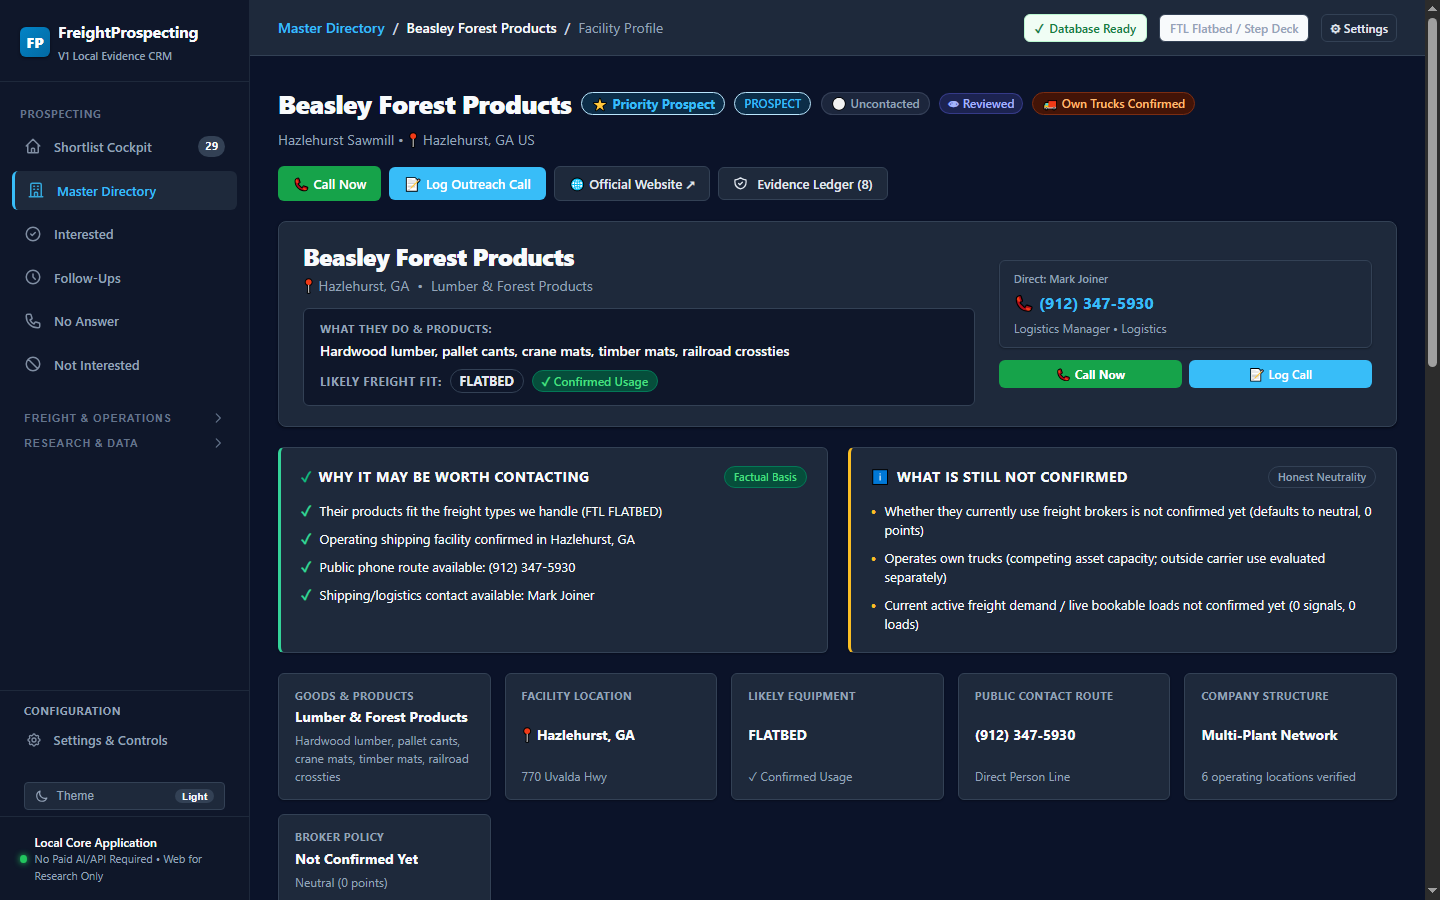 FP
FreightProspecting
V1 Local Evidence CRM
PROSPECTING
Shortlist Cockpit 29
Master Directory
Interested
Follow-Ups
No Answer
Not Interested
FREIGHT & OPERATIONS
RESEARCH & DATA
CONFIGURATION
Settings & Controls
Theme Light
Local Core Application
No Paid AI/API Required • Web for
Research Only
Master Directory / Beasley Forest Products / Facility Profile
✓ Database Ready
FTL Flatbed / Step Deck
⚙ Settings
Beasley Forest Products ⭐ Priority Prospect PROSPECT Uncontacted Reviewed Own Trucks Confirmed
Hazlehurst Sawmill • 📍 Hazlehurst, GA US
📞 Call Now
📝 Log Outreach Call
🌐 Official Website ↗
Evidence Ledger (8)
Beasley Forest Products
📍 Hazlehurst, GA • Lumber & Forest Products
WHAT THEY DO & PRODUCTS:
Hardwood lumber, pallet cants, crane mats, timber mats, railroad crossties
LIKELY FREIGHT FIT: FLATBED ✓ Confirmed Usage
Direct: Mark Joiner
📞 (912) 347-5930
Logistics Manager • Logistics
📞 Call Now
📝 Log Call
✓ WHY IT MAY BE WORTH CONTACTING
Factual Basis
✓ Their products fit the freight types we handle (FTL FLATBED)
✓ Operating shipping facility confirmed in Hazlehurst, GA
✓ Public phone route available: (912) 347-5930
✓ Shipping/logistics contact available: Mark Joiner
ℹ WHAT IS STILL NOT CONFIRMED
Honest Neutrality
• Whether they currently use freight brokers is not confirmed yet (defaults to neutral, 0
points)
• Operates own trucks (competing asset capacity; outside carrier use evaluated
separately)
• Current active freight demand / live bookable loads not confirmed yet (0 signals, 0
loads)
GOODS & PRODUCTS
Lumber & Forest Products
Hardwood lumber, pallet cants,
crane mats, timber mats, railroad
crossties
FACILITY LOCATION
📍 Hazlehurst, GA
770 Uvalda Hwy
LIKELY EQUIPMENT
FLATBED
✓ Confirmed Usage
PUBLIC CONTACT ROUTE
(912) 347-5930
Direct Person Line
COMPANY STRUCTURE
Multi-Plant Network
6 operating locations verified
BROKER POLICY
Not Confirmed Yet
Neutral (0 points)